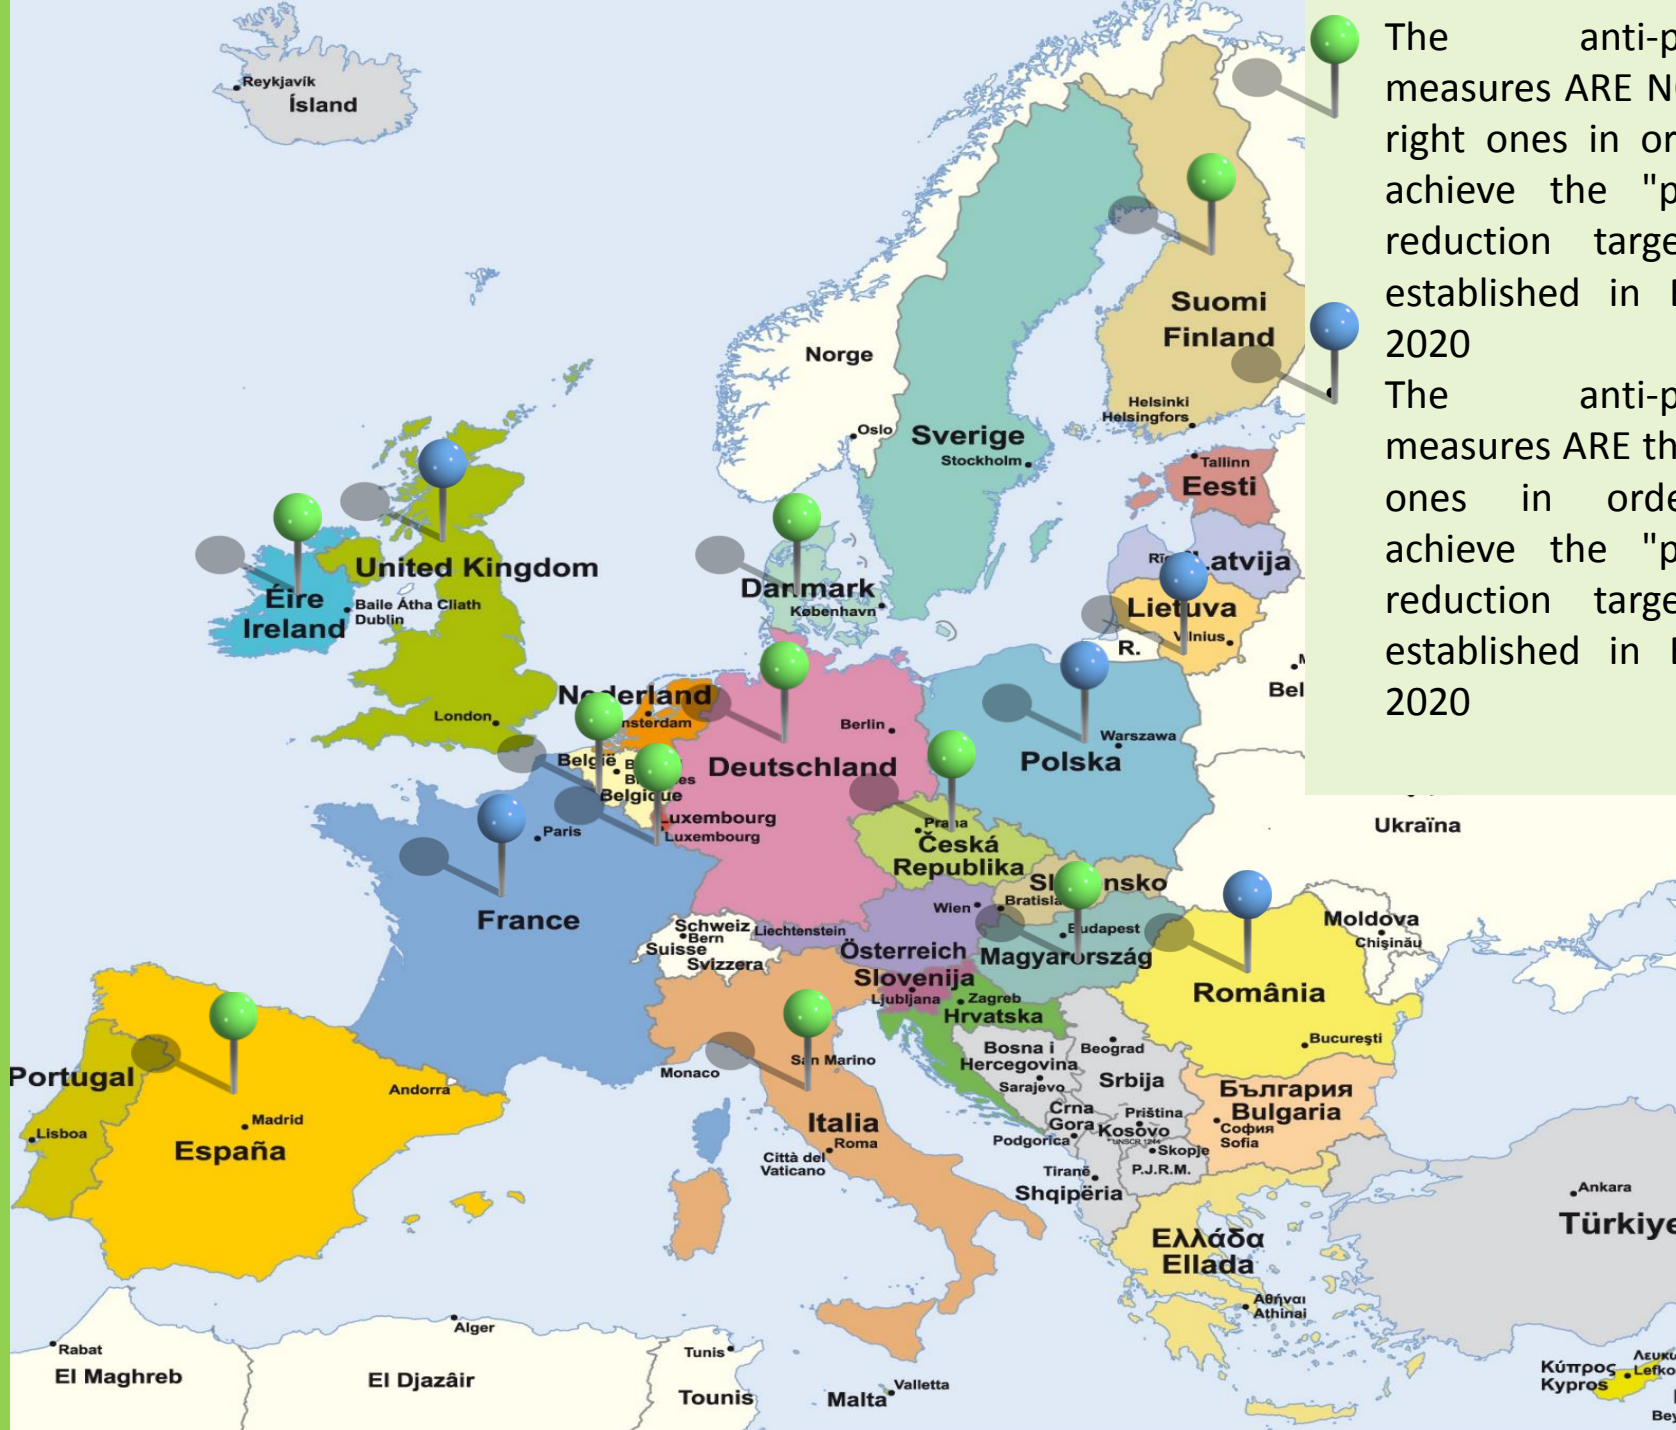 Reykjavík
Ísland
Norge
Oslo
Sverige
Stockholm
Suomi
Finland
Helsinki
Helsingfors
Tallinn
Eesti
Latvija
Lietuva
Vilnius
R.
United Kingdom
London
Éire
Ireland
Baile Átha Cliath
Dublin
Danmark
København
Nederland
België
Belgique
Luxembourg
Luxembourg
Deutschland
Berlin
Polska
Warszawa
Praha
Česká
Republika
Wien
Österreich
Budapest
Magyarország
Slovenija
Ljubljana
Zagreb
Hrvatska
Schweiz
Bern
Suisse
Svizzera
Liechtenstein
Paris
France
Monaco
San Marino
Italia
Roma
Città del
Vaticano
Andorra
Portugal
Lisboa
Madrid
España
Bosna i
Hercegovina
Sarajevo
Beograd
Srbija
Crna
Gora
Podgorica
Priština
Kosovo
* UNSCR 1244
Skopje
P.J.R.M.
Tiranë
Shqipëria
România
Bucureşti
България
Bulgaria
София
Sofia
Ελλάδα
Ellada
Αθήναι
Athinai
Moldova
Chişinău
Ukraïna
Ankara
Türkiye
Κύπρος
Kypros
Malta
Valletta
Tunis
Tounis
Alger
El Djazâir
Rabat
El Maghreb
The anti-p
measures ARE N
right ones in or
achieve the "p
reduction targe
established in
2020
The anti-p
measures ARE th
ones in orde
achieve the "p
reduction targe
established in
2020